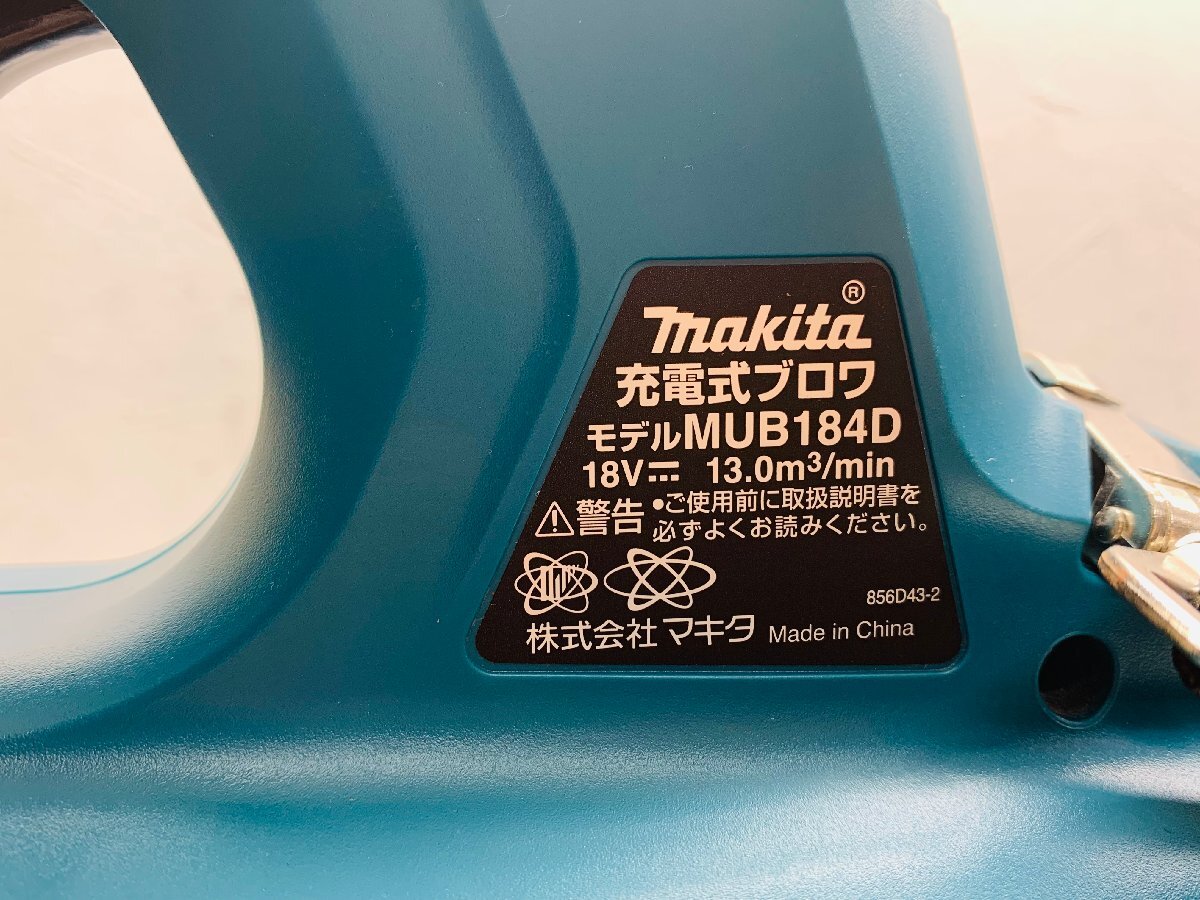 makita®
充電式ブロワ
モデルMUB184D
18V⎓ 13.0m³/min
⚠警告 •ご使用前に取扱説明書を
必ずよくお読みください。
856D43-2
株式会社マキタ Made in China